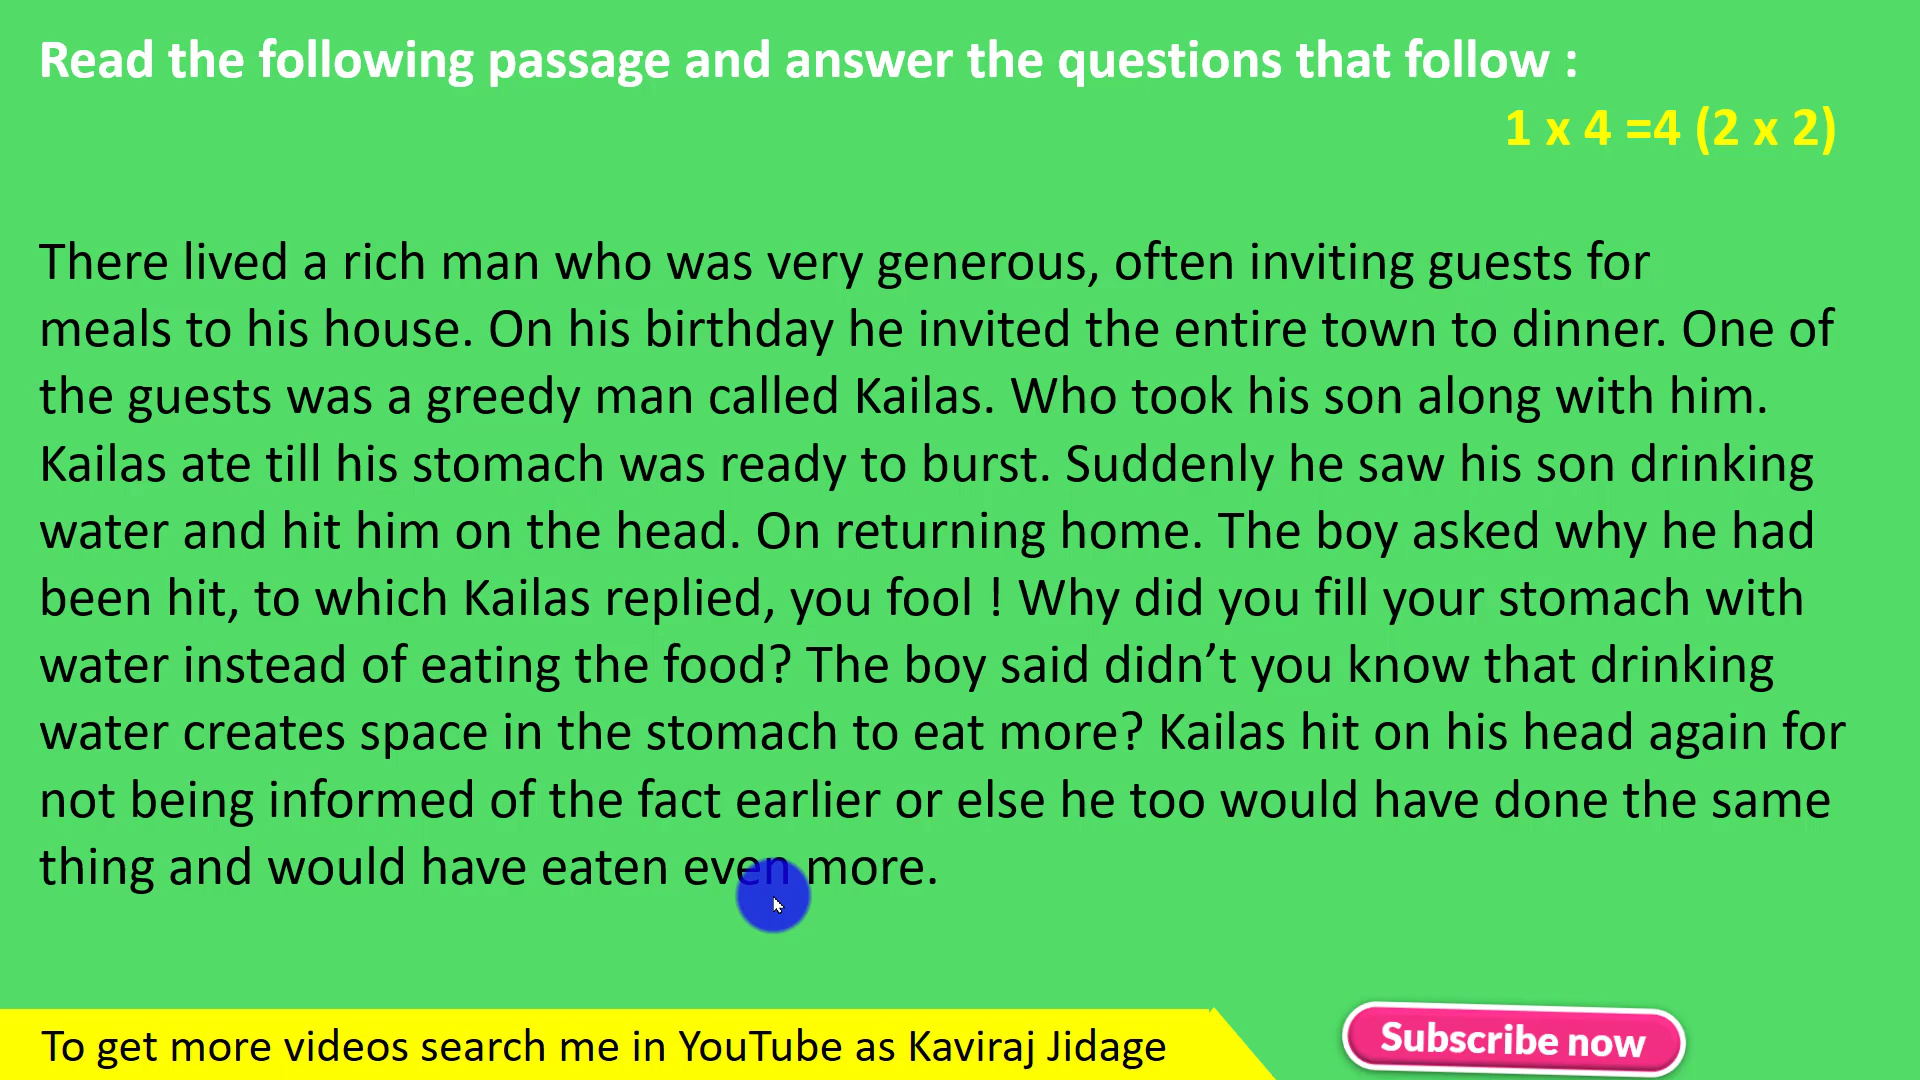 Read the following passage and answer the questions that follow :
1 x 4 =4 (2 x 2)
There lived a rich man who was very generous, often inviting guests for
meals to his house. On his birthday he invited the entire town to dinner. One of
the guests was a greedy man called Kailas. Who took his son along with him.
Kailas ate till his stomach was ready to burst. Suddenly he saw his son drinking
water and hit him on the head. On returning home. The boy asked why he had
been hit, to which Kailas replied, you fool ! Why did you fill your stomach with
water instead of eating the food? The boy said didn’t you know that drinking
water creates space in the stomach to eat more? Kailas hit on his head again for
not being informed of the fact earlier or else he too would have done the same
thing and would have eaten even more.
To get more videos search me in YouTube as Kaviraj Jidage
Subscribe now